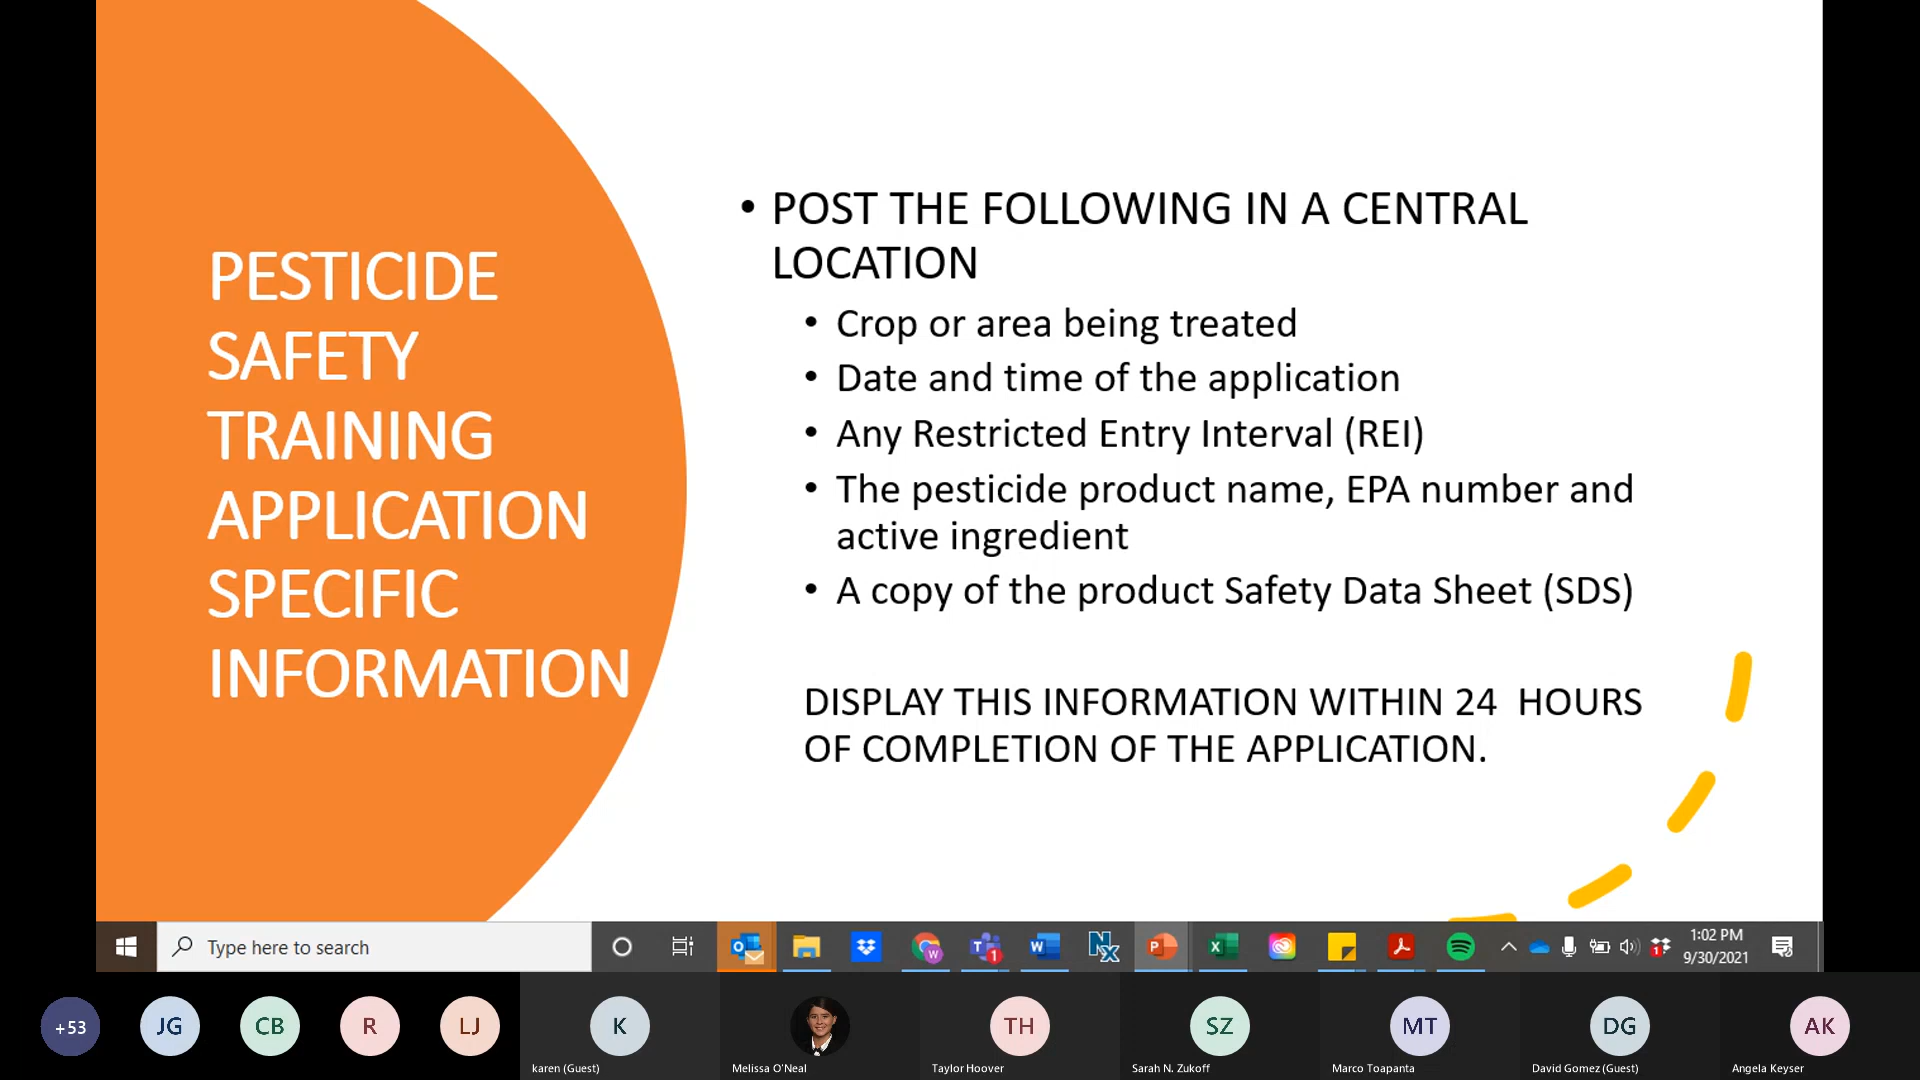 PESTICIDE
SAFETY
TRAINING
APPLICATION
SPECIFIC
INFORMATION
• POST THE FOLLOWING IN A CENTRAL
LOCATION
• Crop or area being treated
• Date and time of the application
• Any Restricted Entry Interval (REI)
• The pesticide product name, EPA number and
active ingredient
• A copy of the product Safety Data Sheet (SDS)
DISPLAY THIS INFORMATION WITHIN 24 HOURS
OF COMPLETION OF THE APPLICATION.
Type here to search
1:02 PM
9/30/2021
+53
JG
CB
R
LJ
K
TH
SZ
MT
DG
AK
karen (Guest)
Melissa O'Neal
Taylor Hoover
Sarah N. Zukoff
Marco Toapanta
David Gomez (Guest)
Angela Keyser